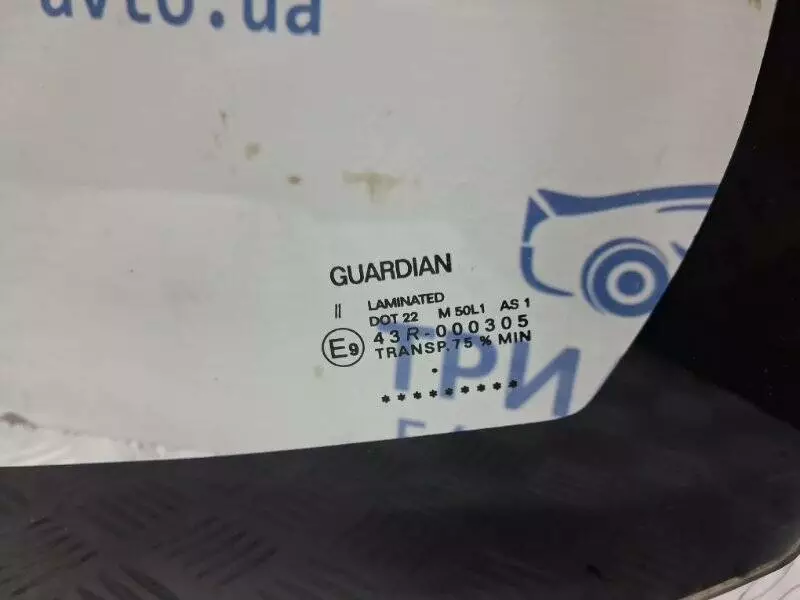 avto.ua
GUARDIAN
II LAMINATED
DOT 22 M 50L1 AS 1
E9 43R-000305
TRANSP. 75 % MIN
.
* * * * * * * * *
ТРИ